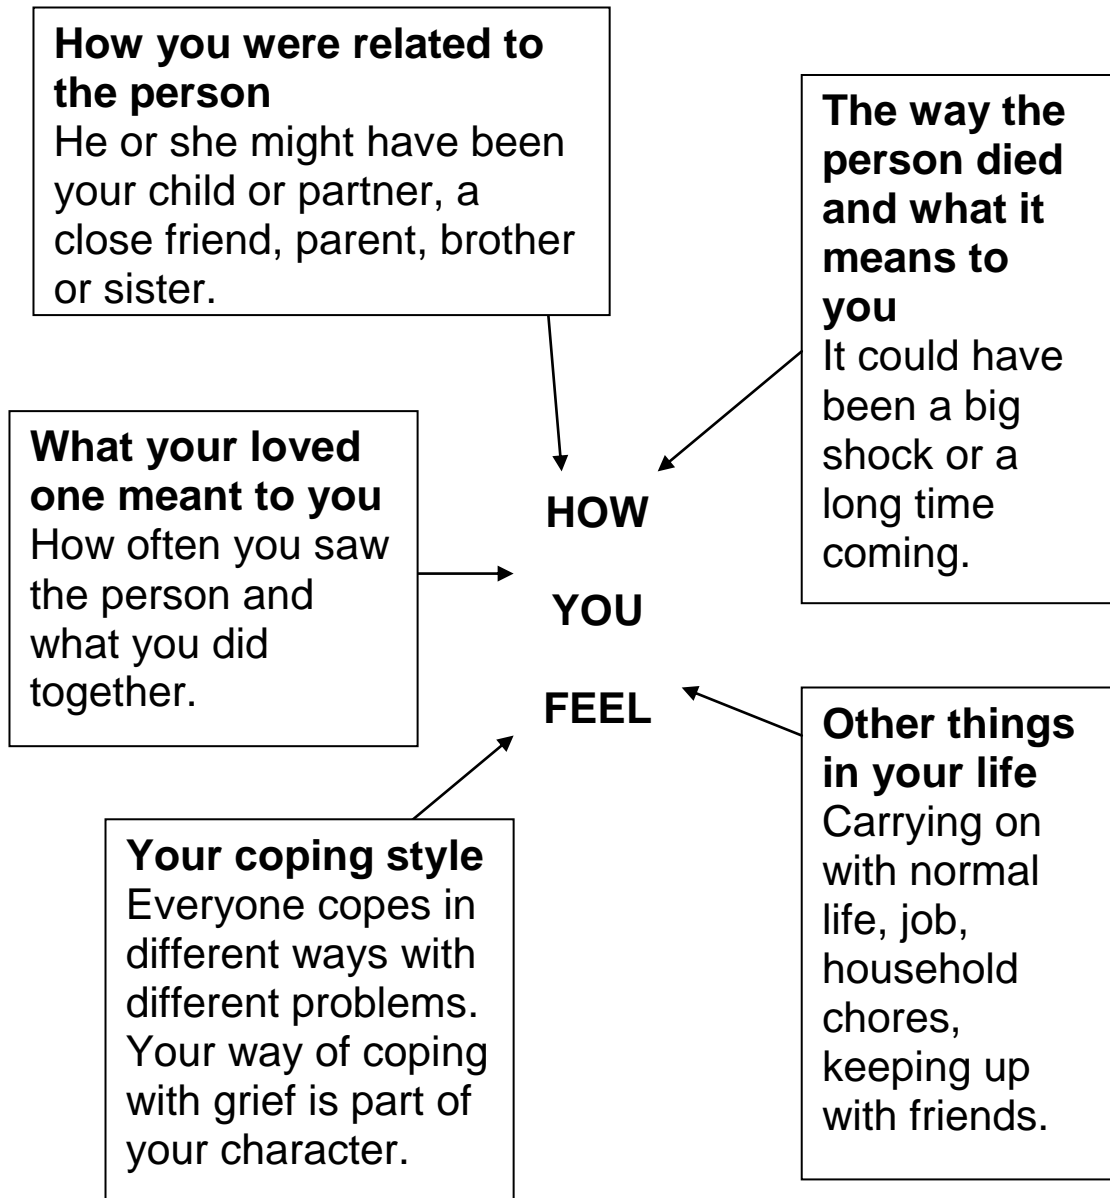 How you were related to
the person
He or she might have been
your child or partner, a
close friend, parent, brother
or sister.
The way the
person died
and what it
means to
you
It could have
been a big
shock or a
long time
coming.
What your loved
one meant to you
How often you saw
the person and
what you did
together.
HOW
YOU
FEEL
Your coping style
Everyone copes in
different ways with
different problems.
Your way of coping
with grief is part of
your character.
Other things
in your life
Carrying on
with normal
life, job,
household
chores,
keeping up
with friends.